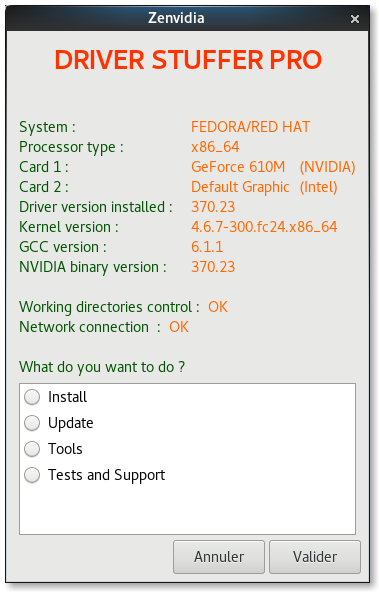 Zenvidia
DRIVER STUFFER PRO
System : FEDORA/RED HAT
Processor type : x86_64
Card 1 : GeForce 610M (NVIDIA)
Card 2 : Default Graphic (Intel)
Driver version installed : 370.23
Kernel version : 4.6.7-300.fc24.x86_64
GCC version : 6.1.1
NVIDIA binary version : 370.23
Working directories control : OK
Network connection : OK
What do you want to do ?
Install
Update
Tools
Tests and Support
Annuler Valider